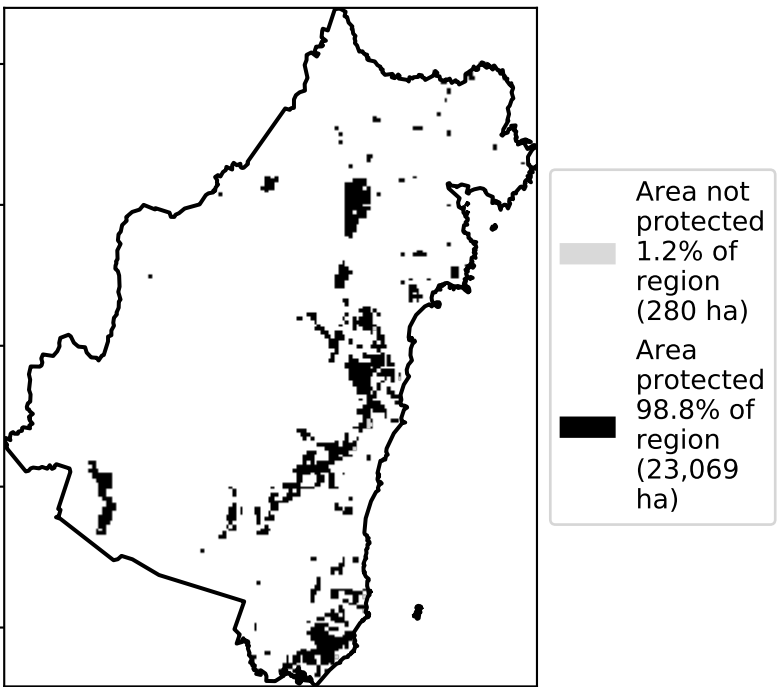 Area not
protected
1.2% of
region
(280 ha)
Area
protected
98.8% of
region
(23,069
ha)